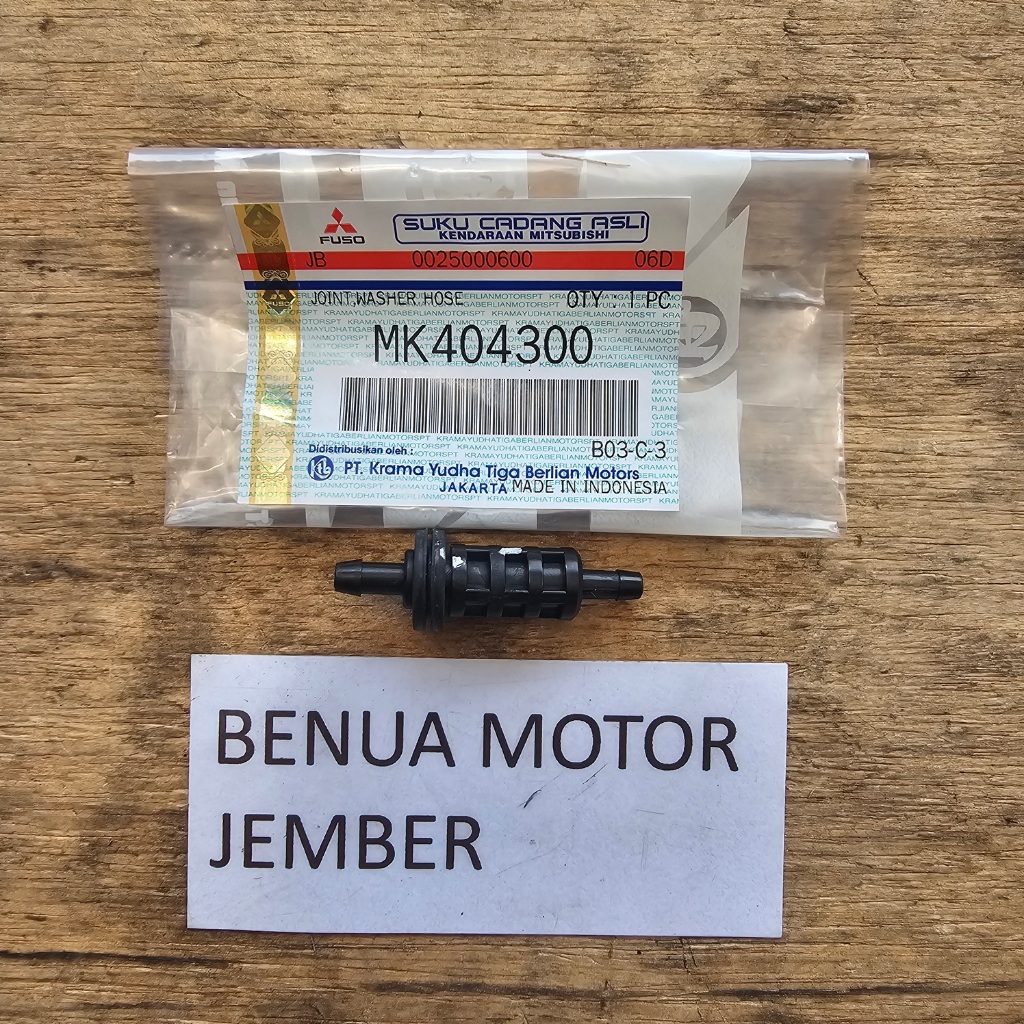 FUSO
SUKU CADANG ASLI
KENDARAAN MITSUBISHI
JB 0025000600 06D
JOINT,WASHER HOSE QTY : 1 PC
MK404300
B03-C-3
Didistribusikan oleh :
PT. Krama Yudha Tiga Berlian Motors
JAKARTA MADE IN INDONESIA
BENUA MOTOR
JEMBER